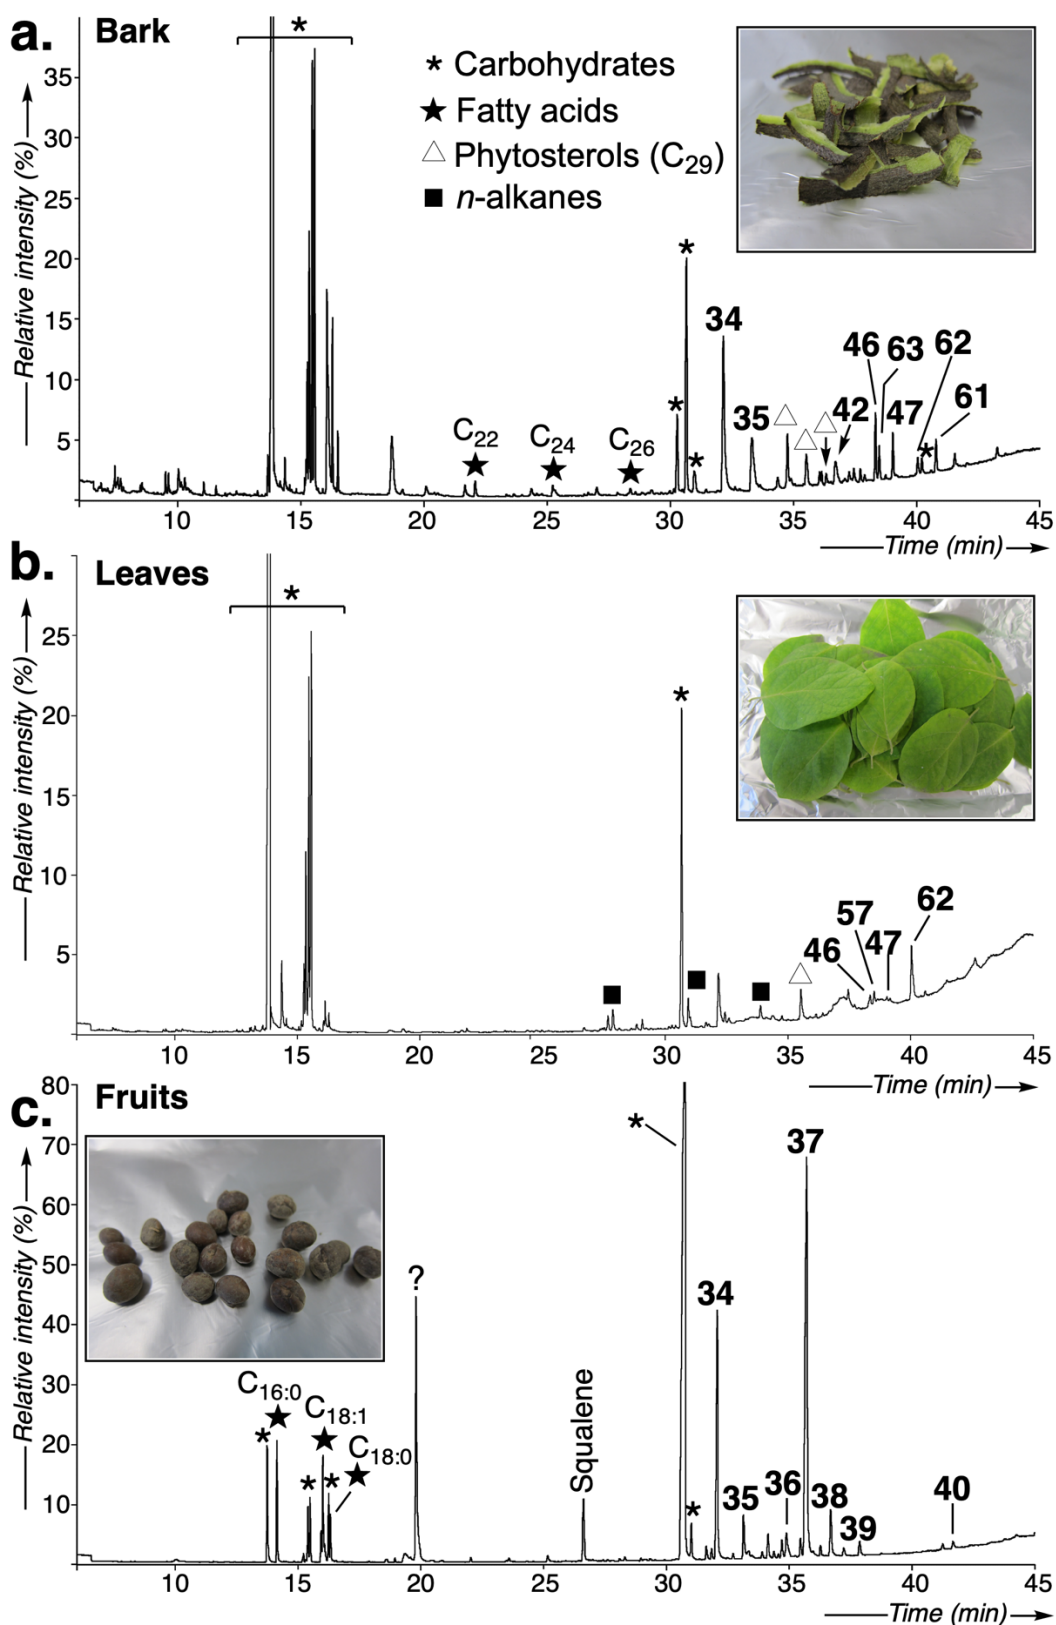 a. Bark
*
* Carbohydrates
★ Fatty acids
△ Phytosterols (C₂₉)
■ n-alkanes
Relative intensity (%)
35
30
25
20
15
10
5
C₂₂
C₂₄
C₂₆
*
*
*
34
35
42
46
63
47
62
*
61
10 15 20 25 30 35 40 45
Time (min)
b. Leaves
*
Relative intensity (%)
25
20
15
10
5
*
46
57
47
62
10 15 20 25 30 35 40 45
Time (min)
c. Fruits
Relative intensity (%)
80
70
60
50
40
30
20
10
*
C₁₆:₀
*
C₁₈:₁
*
C₁₈:₀
?
Squalene
*
*
34
35
36
37
38
39
40
10 15 20 25 30 35 40 45
Time (min)